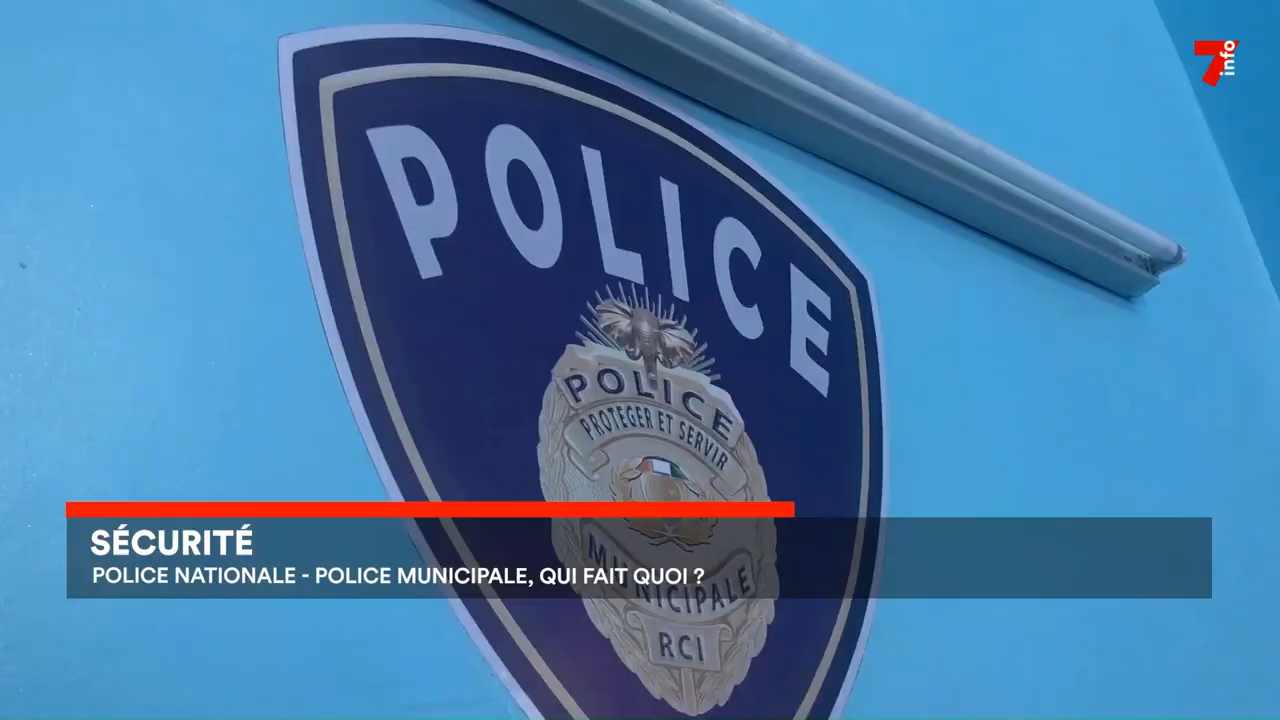 7info
POLICE
POLICE
PROTEGER ET SERVIR
MUNICIPALE
RCI
SÉCURITÉ
POLICE NATIONALE - POLICE MUNICIPALE, QUI FAIT QUOI ?